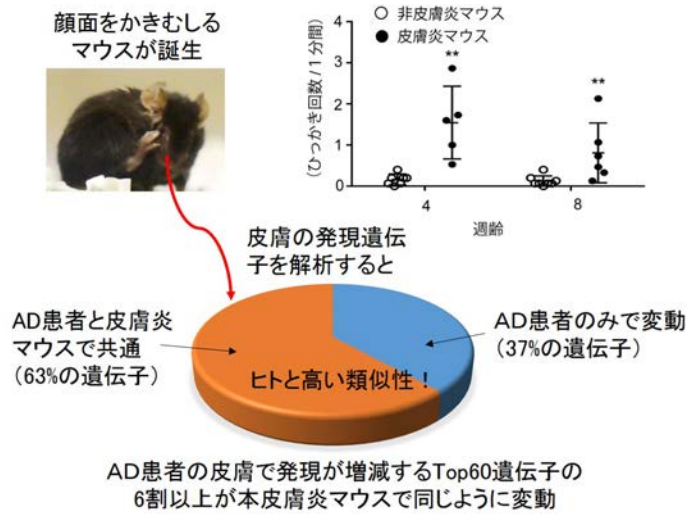 顔面をかきむしる
マウスが誕生
○ 非皮膚炎マウス
● 皮膚炎マウス
(ひっかき回数/1分間)
4
3
2
1
0
**
**
4
8
週齢
皮膚の発現遺伝
子を解析すると
AD患者と皮膚炎
マウスで共通
(63%の遺伝子)
AD患者のみで変動
(37%の遺伝子)
ヒトと高い類似性!
AD患者の皮膚で発現が増減するTop60遺伝子の
6割以上が本皮膚炎マウスで同じように変動